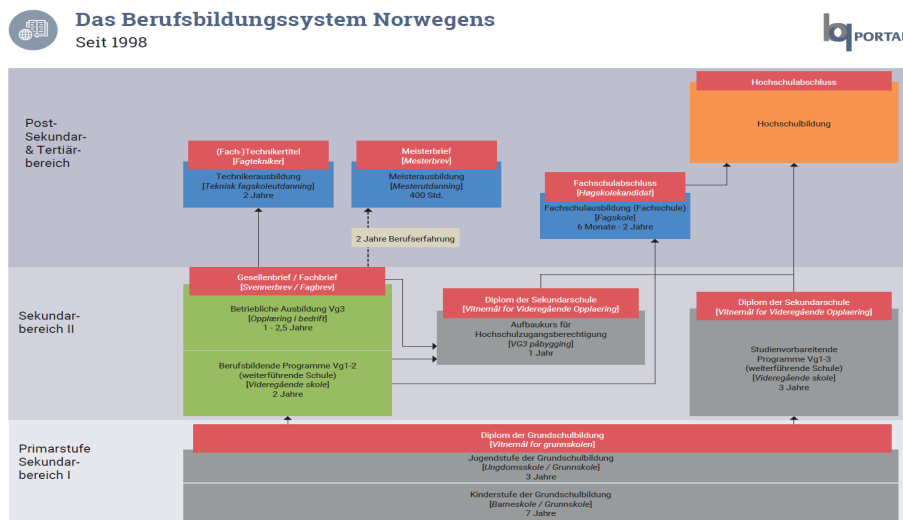 Das Berufsbildungssystem Norwegens
Seit 1998
bq PORTAL
Post-
Sekundar-
& Tertiär-
bereich
Hochschulabschluss
Hochschulbildung
(Fach-)Technikertitel
[Fagtekniker]
Technikerausbildung
[Teknisk fagskoleutdanning]
2 Jahre
Meisterbrief
[Mesterbrev]
Meisterausbildung
[Mesterutdanning]
400 Std.
Fachschulabschluss
[Høgskolekandidat]
Fachschulausbildung (Fachschule)
[Fagskole]
6 Monate - 2 Jahre
2 Jahre Berufserfahrung
Sekundar-
bereich II
Gesellenbrief / Fachbrief
[Svennerbrev / Fagbrev]
Betriebliche Ausbildung Vg3
[Opplæring i bedrift]
1 - 2,5 Jahre
Berufsbildende Programme Vg1-2
(weiterführende Schule)
[Videregående skole]
2 Jahre
Diplom der Sekundarschule
[Vitnemål for Videregående Opplaering]
Aufbaukurs für
Hochschulzugangsberechtigung
[VG3 påbygging]
1 Jahr
Diplom der Sekundarschule
[Vitnemål for Videregående Opplaering]
Studienvorbareitende
Programme Vg1-3
(weiterführende Schule)
[Videregående skole]
3 Jahre
Primarstufe
Sekundar-
bereich I
Diplom der Grundschulbildung
[Vitnemål for grunnskolen]
Jugendstufe der Grundschulbildung
[Ungdomsskole / Grunnskole]
3 Jahre
Kinderstufe der Grundschulbildung
[Barneskole / Grunnskole]
7 Jahre